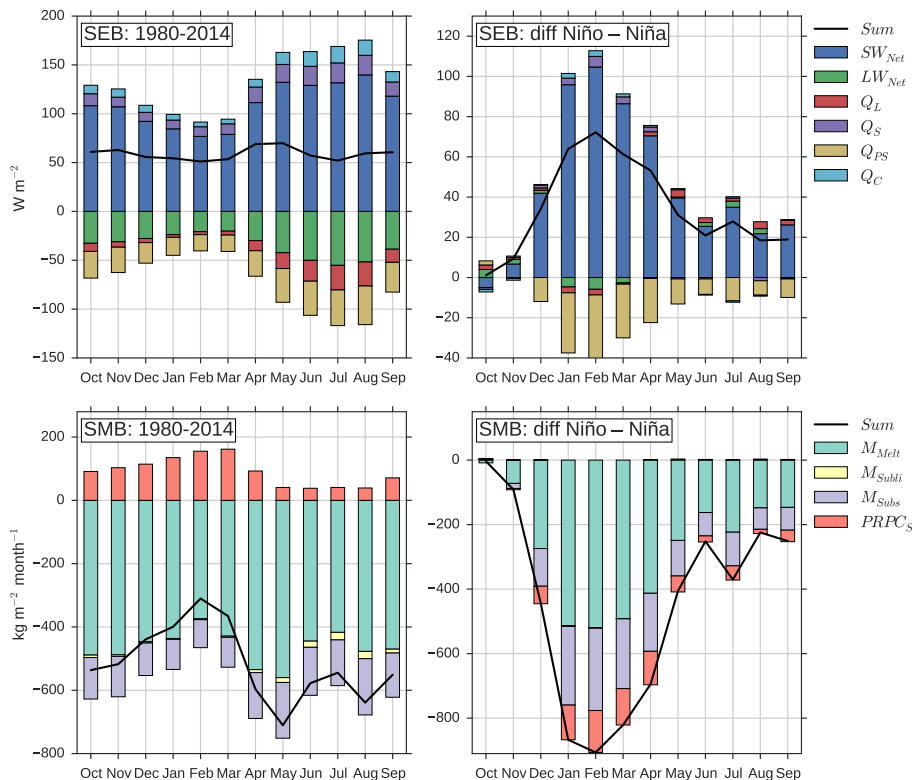 SEB: 1980-2014
SEB: diff Niño – Niña
W m⁻²
200
150
100
50
0
−50
−100
−150
Oct Nov Dec Jan Feb Mar Apr May Jun Jul Aug Sep
120
100
80
60
40
20
0
−20
−40
Oct Nov Dec Jan Feb Mar Apr May Jun Jul Aug Sep
Sum
SW_Net
LW_Net
Q_L
Q_S
Q_PS
Q_C
SMB: 1980-2014
SMB: diff Niño – Niña
kg m⁻² month⁻¹
200
0
−200
−400
−600
−800
Oct Nov Dec Jan Feb Mar Apr May Jun Jul Aug Sep
0
−200
−400
−600
−800
Oct Nov Dec Jan Feb Mar Apr May Jun Jul Aug Sep
Sum
M_Melt
M_Subli
M_Subs
PRPC_S